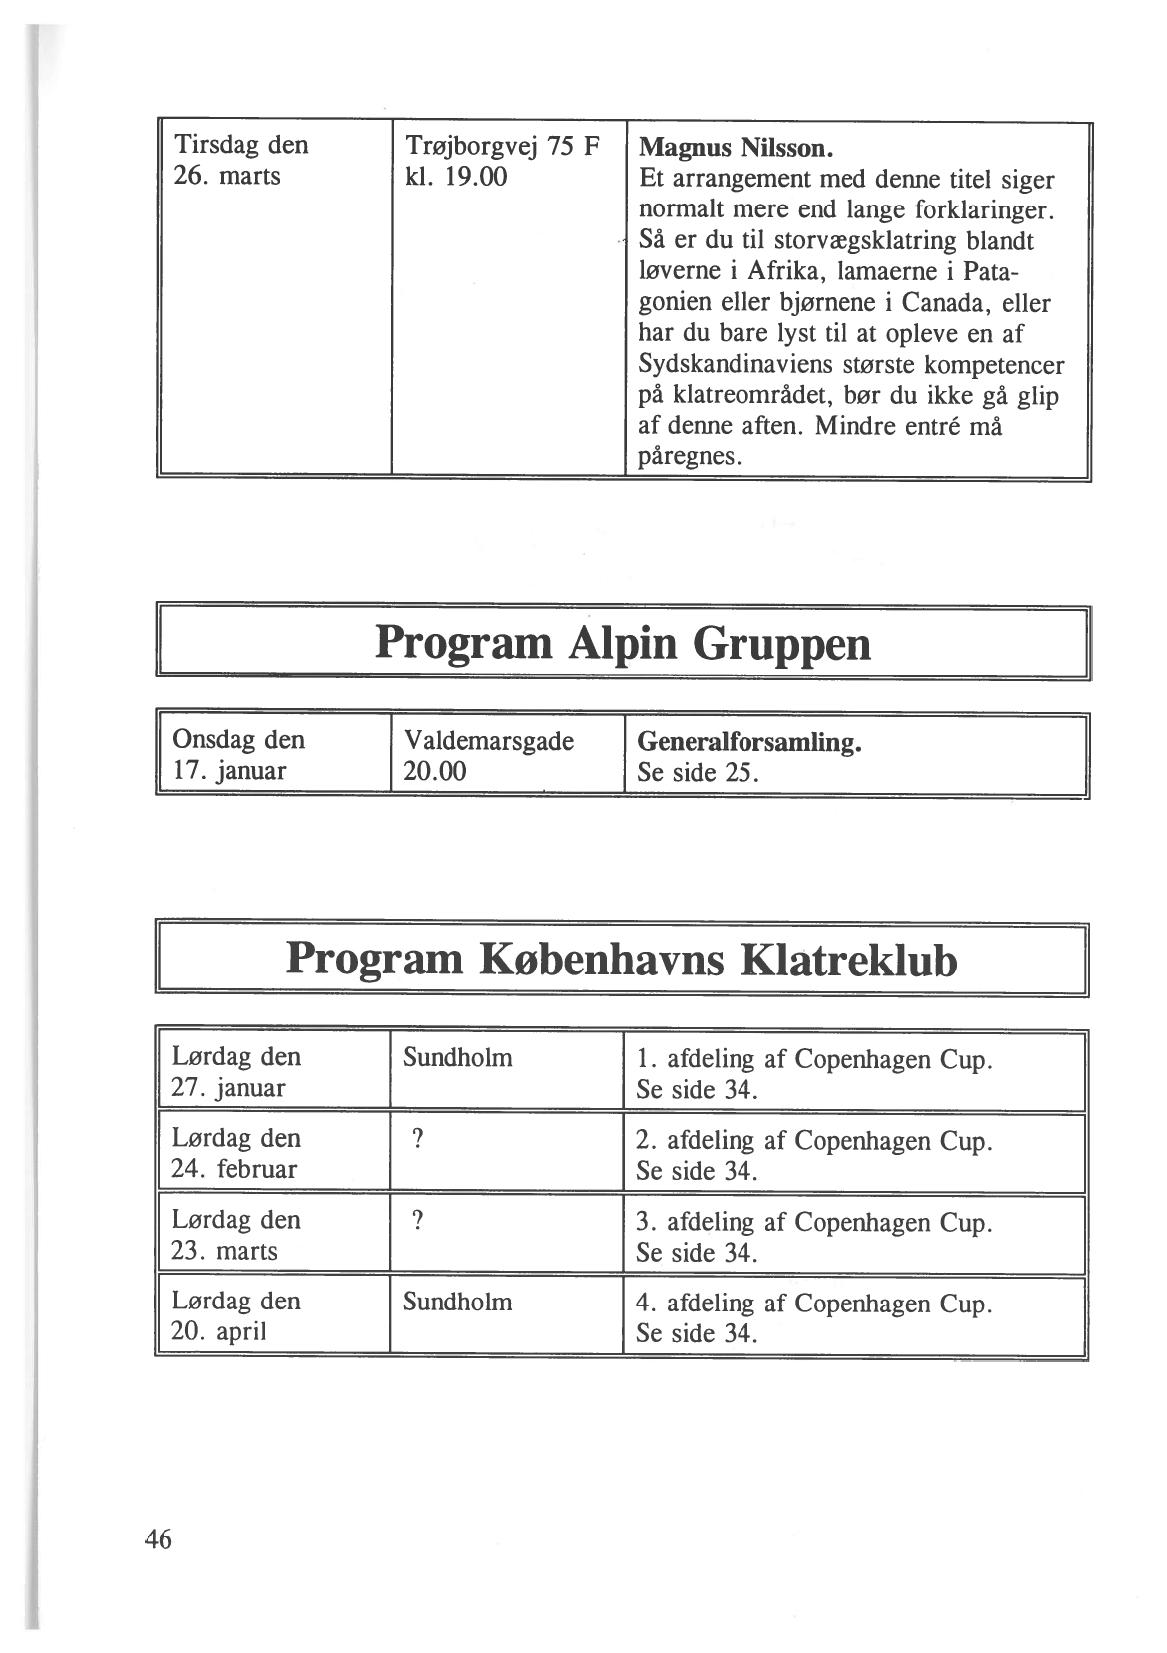 Tirsdag den
26. marts
Trøjborgvej 75 F
kl. 19.00
Magnus Nilsson.
Et arrangement med denne titel siger
normalt mere end lange forklaringer.
Så er du til storvægsklatring blandt
løverne i Afrika, lamaerne i Pata-
gonien eller bjørnene i Canada, eller
har du bare lyst til at opleve en af
Sydskandinaviens største kompetencer
på klatreområdet, bør du ikke gå glip
af denne aften. Mindre entré må
påregnes.
Program Alpin Gruppen
Onsdag den
17. januar
Valdemarsgade
20.00
Generalforsamling.
Se side 25.
Program Københavns Klatreklub
Lørdag den
27. januar
Sundholm
1. afdeling af Copenhagen Cup.
Se side 34.
Lørdag den
24. februar
?
2. afdeling af Copenhagen Cup.
Se side 34.
Lørdag den
23. marts
?
3. afdeling af Copenhagen Cup.
Se side 34.
Lørdag den
20. april
Sundholm
4. afdeling af Copenhagen Cup.
Se side 34.
46